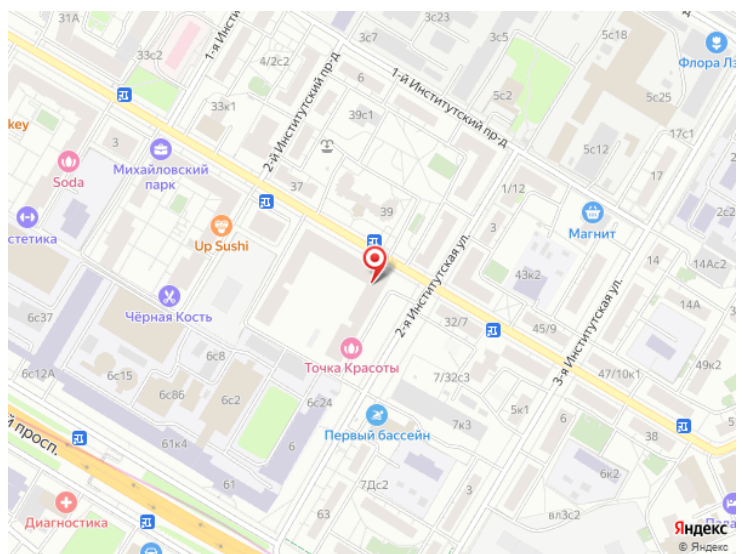 31А
33с2
1-я Инсти
4/2с2
3с7
3с23
3с5
5с18
Флора Лэ
6
1-й Институтский пр-д
33к1
39с1
5с2
5с25
key
3
Михайловский
парк
2-й Институтский пр-д
17с1
5с12
Soda
37
17
1/12
39
2с2
стетика
Up Sushi
3
Магнит
14
14Ас2
43к2
2-я Институтская ул.
Чёрная Кость
14А
6с37
32/7
45/9
3-я Институтская ул.
6с8
Точка Красоты
49к2
6с12А
6с15
6с86
7/32с3
47/10к1
6с2
6с24
5к1
й просп.
61к4
6
Первый бассейн
7к3
38
6к2
61
7Дс2
3
Диагностика
63
вл3с2
Пала
Яндекс
© Яндекс